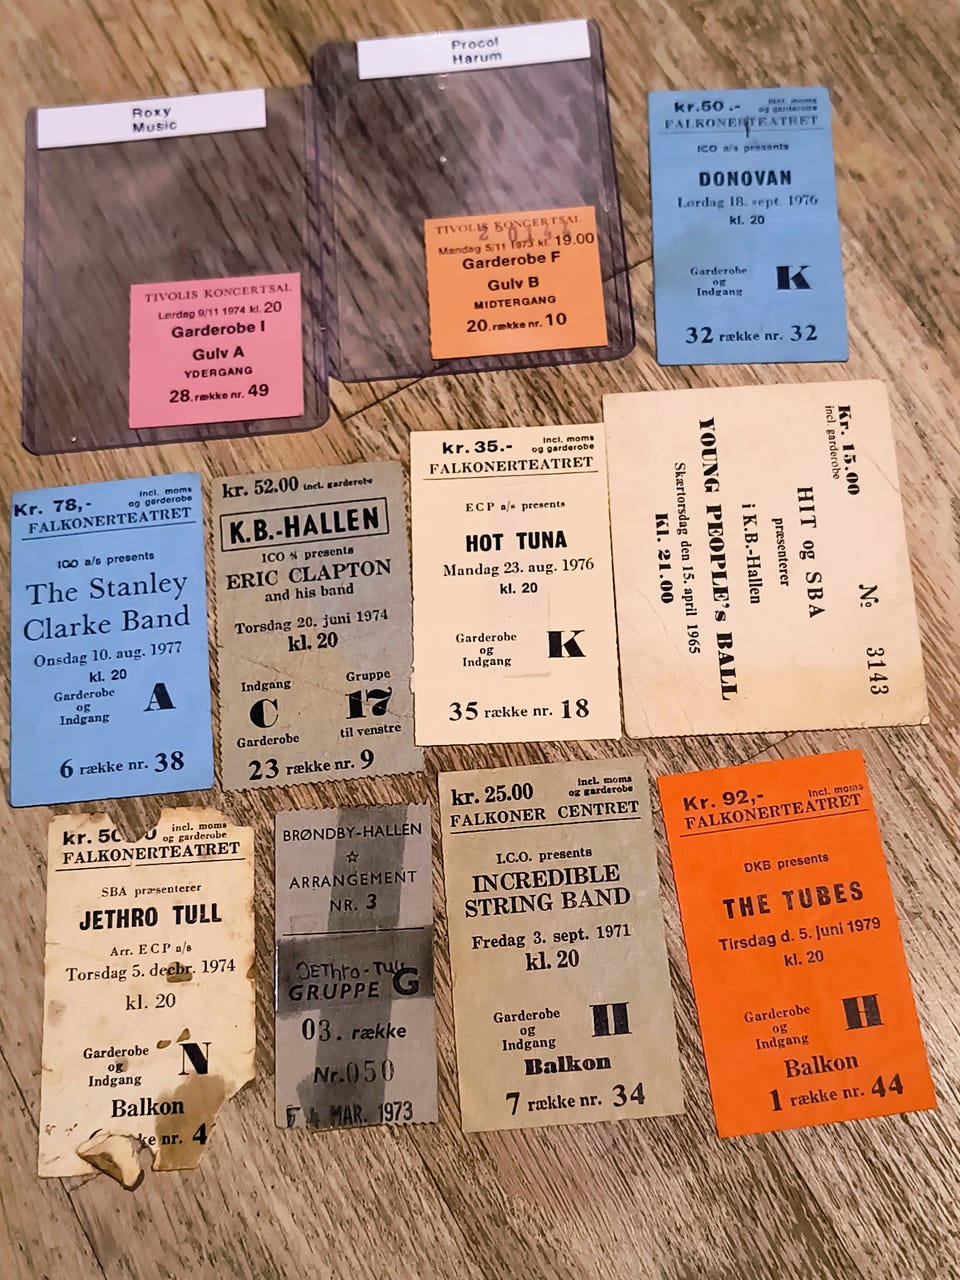 Roxy
Music
TIVOLIS KONCERTSAL
Lørdag 9/11 1974 kl. 20
Garderobe I
Gulv A
YDERGANG
28. række nr. 49
Procol
Harum
TIVOLIS KONCERTSAL
Mandag 5/11 1973 kl. 19.00
Garderobe F
Gulv B
MIDTERGANG
20. række nr. 10
kr. 50.- incl. moms
og garderobe
FALKONERTEATRET
ICO a/s presents
DONOVAN
Lørdag 18. sept. 1976
kl. 20
Garderobe
og
Indgang
K
32 række nr. 32
Kr. 78,- incl. moms
og garderobe
FALKONERTEATRET
ICO a/s presents
The Stanley
Clarke Band
Onsdag 10. aug. 1977
kl. 20
Garderobe
og
Indgang
A
6 række nr. 38
kr. 52.00 incl. garderobe
K.B.-HALLEN
ICO a/s presents
ERIC CLAPTON
and his band
Torsdag 20. juni 1974
kl. 20
Indgang Gruppe
C 17
Garderobe til venstre
23 række nr. 9
kr. 35.- incl. moms
og garderobe
FALKONERTEATRET
ECP a/s presents
HOT TUNA
Mandag 23. aug. 1976
kl. 20
Garderobe
og
Indgang
K
35 række nr. 18
Nº 3143
Kr. 15.00
incl. garderobe
HIT og SBA
præsenterer
i K.B.-Hallen
YOUNG PEOPLE'S BALL
Skærtorsdag den 15. april 1965
Kl. 21.00
kr. 50 incl. moms
og garderobe
FALKONERTEATRET
SBA præsenterer
JETHRO TULL
Arr. ECP a/s
Torsdag 5. decbr. 1974
kl. 20
Garderobe
og
Indgang
N
Balkon
ke nr. 4
BRØNDBY-HALLEN
☆
ARRANGEMENT
NR. 3
JEThro-Tull
GRUPPE G
03. række
Nr. 050
4 MAR. 1973
kr. 25.00 incl. moms
og garderobe
FALKONER CENTRET
I.C.O. presents
INCREDIBLE
STRING BAND
Fredag 3. sept. 1971
kl. 20
Garderobe
og
Indgang
H
Balkon
7 række nr. 34
Kr. 92,- incl. moms
FALKONERTEATRET
DKB presents
THE TUBES
Tirsdag d. 5. juni 1979
kl. 20
Garderobe
og
Indgang
H
Balkon
1 række nr. 44